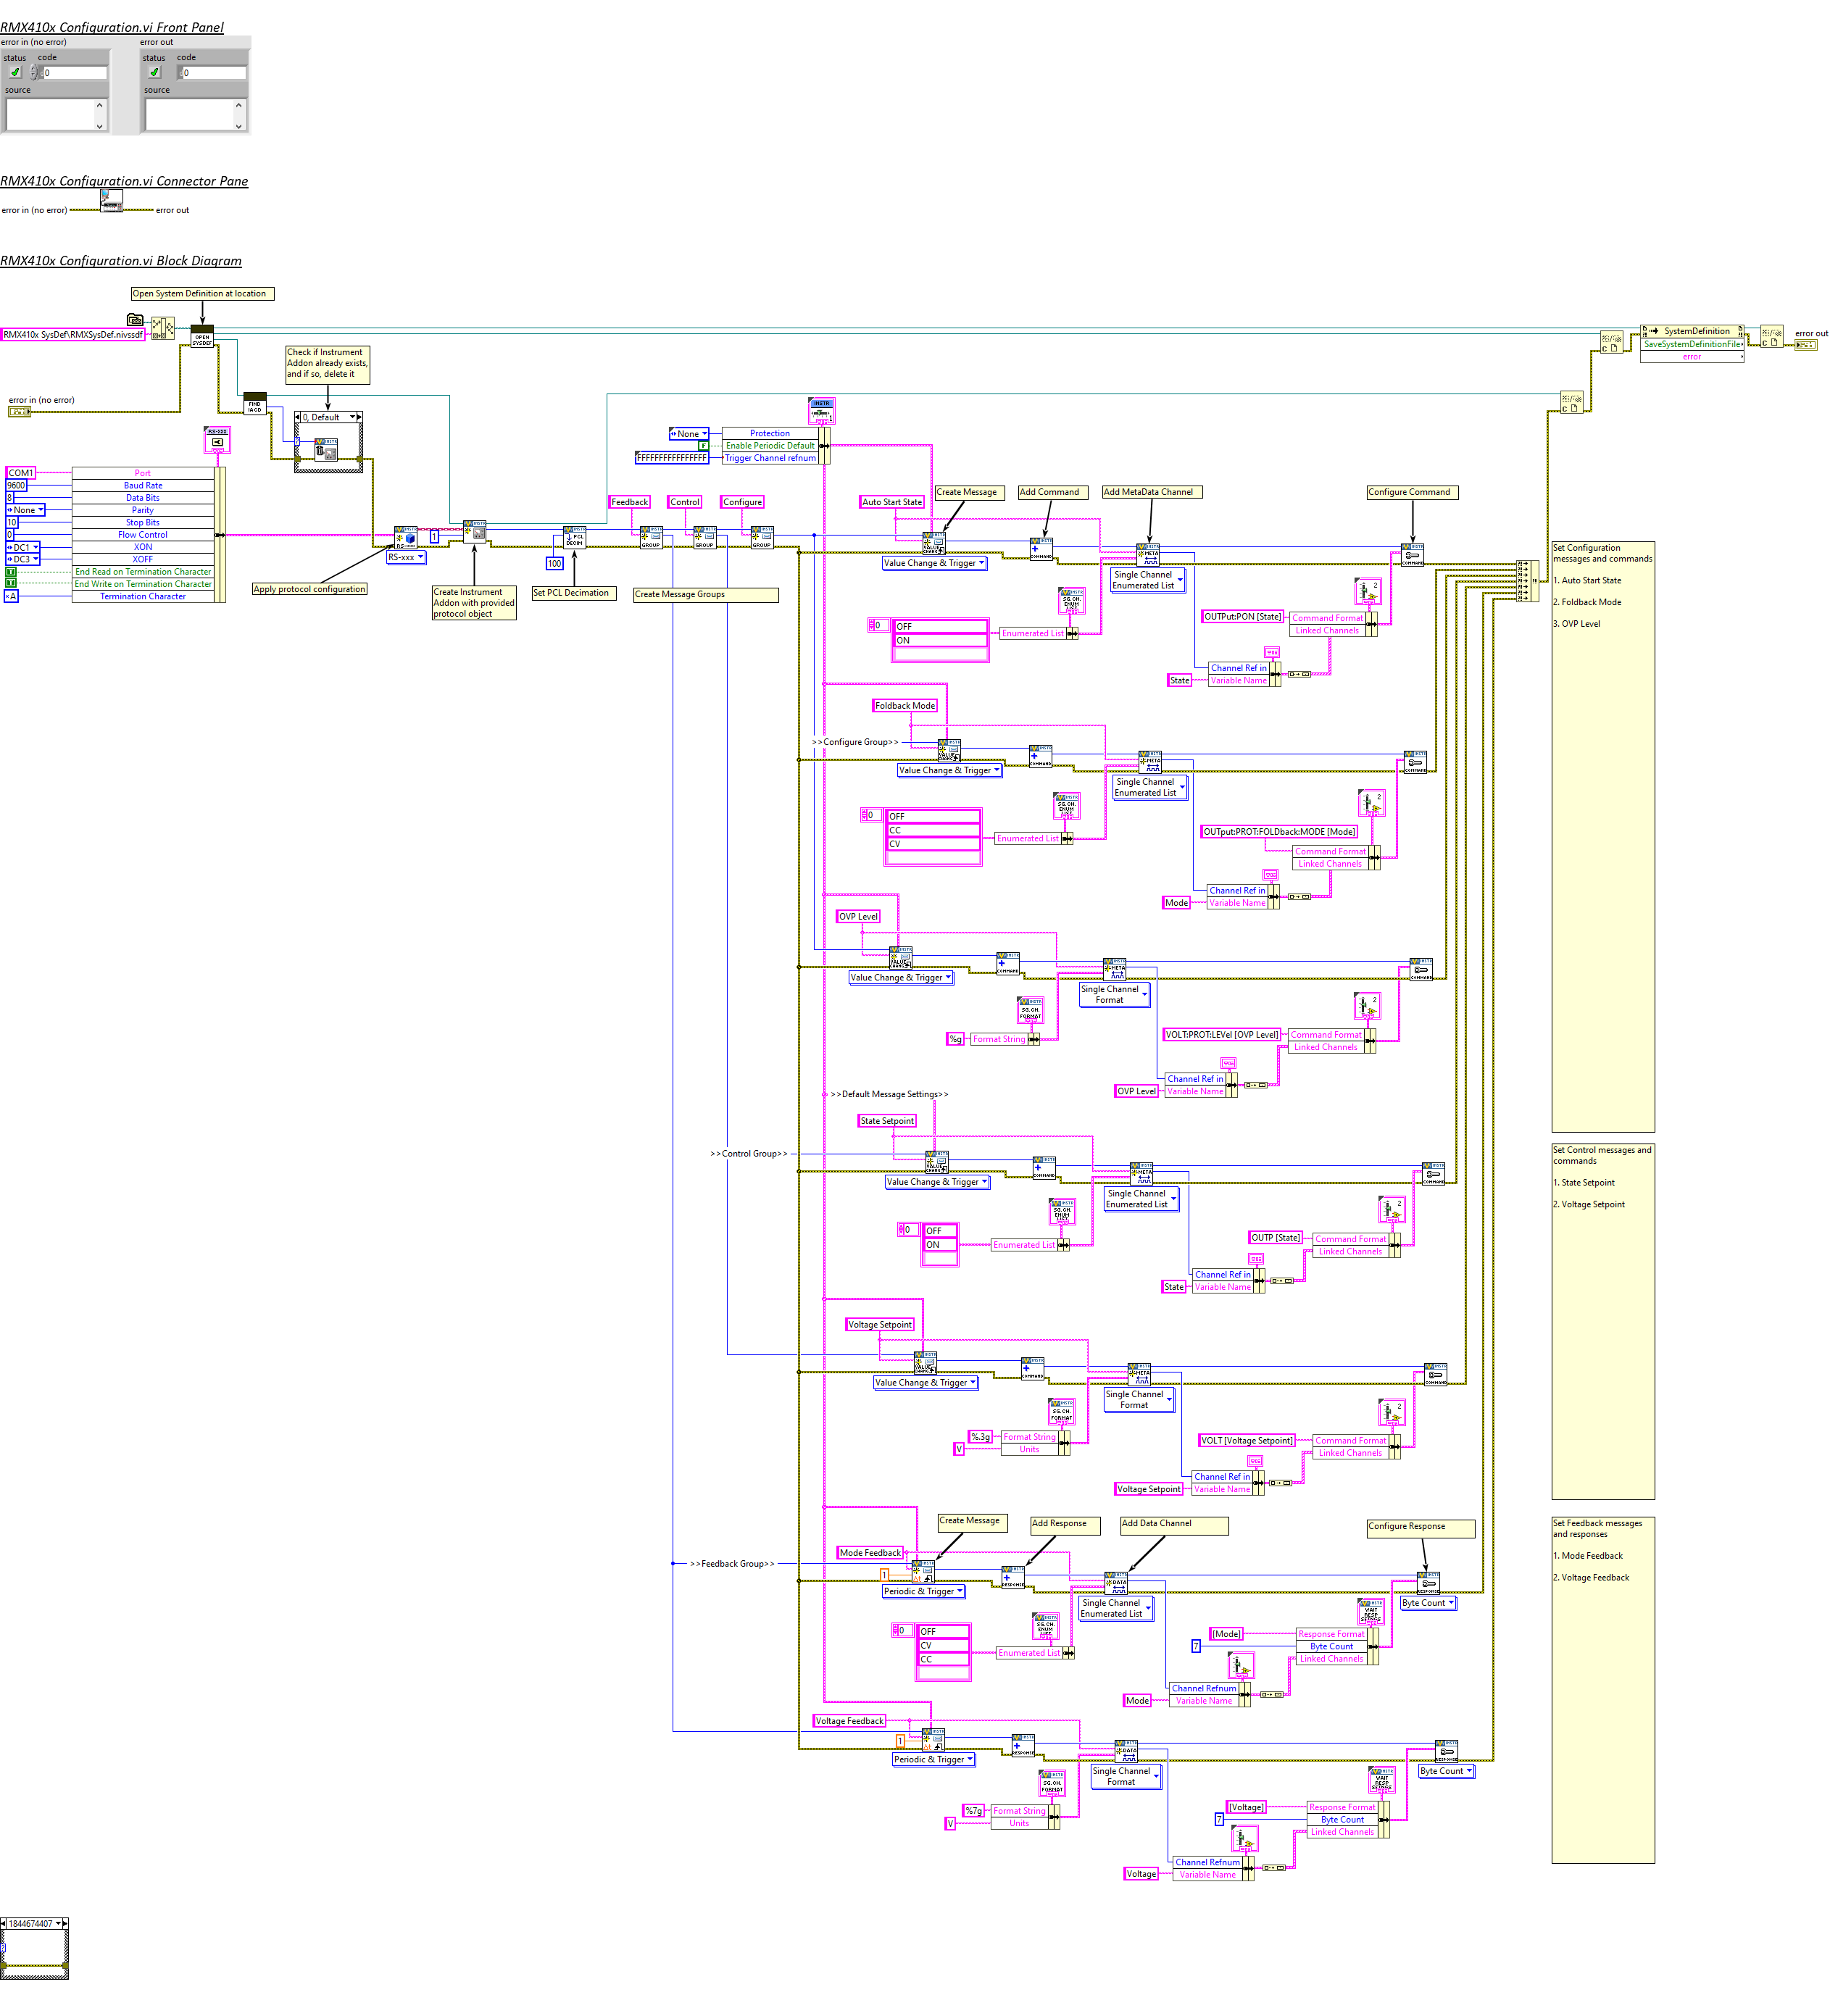 RMX410x Configuration.vi Front Panel
error in (no error)
error out
status
code
0
source
status
code
0
source
RMX410x Configuration.vi Connector Pane
error in (no error)
error out
RMX410x Configuration.vi Block Diagram
Open System Definition at location
RMX410x SysDef\RMXSysDef.nivssdf
OPEN
SYSDEF
SystemDefinition
SaveSystemDefinitionFile
error
error out
Check if Instrument
Addon already exists,
and if so, delete it
error in (no error)
FIND
IACD
0, Default
COM1
Port
9600
Baud Rate
8
Data Bits
None
Parity
10
Stop Bits
0
Flow Control
DC1
XON
DC3
XOFF
T
End Read on Termination Character
T
End Write on Termination Character
xA
Termination Character
RS-xxx
Apply protocol configuration
1
Create Instrument
Addon with provided
protocol object
PCL
DECIM
100
Set PCL Decimation
Feedback
Control
Configure
GROUP
GROUP
GROUP
Create Message Groups
INSTR
None
Protection
F
Enable Periodic Default
FFFFFFFFFFFFFFFF
Trigger Channel refnum
Auto Start State
Create Message
Add Command
Add MetaData Channel
Configure Command
Value Change & Trigger
Single Channel
Enumerated List
0
OFF
ON
Enumerated List
OUTPut:PON [State]
Command Format
Linked Channels
Channel Ref in
State
Variable Name
Set Configuration
messages and commands
1. Auto Start State
2. Foldback Mode
3. OVP Level
Foldback Mode
>>Configure Group>>
Value Change & Trigger
Single Channel
Enumerated List
0
OFF
CC
CV
Enumerated List
OUTput:PROT:FOLDback:MODE [Mode]
Command Format
Linked Channels
Channel Ref in
Mode
Variable Name
OVP Level
Value Change & Trigger
Single Channel
Format
%g
Format String
VOLT:PROT:LEVel [OVP Level]
Command Format
Linked Channels
Channel Ref in
OVP Level
Variable Name
>>Default Message Settings>>
State Setpoint
>>Control Group>>
Value Change & Trigger
Single Channel
Enumerated List
0
OFF
ON
Enumerated List
OUTP [State]
Command Format
Linked Channels
Channel Ref in
State
Variable Name
Set Control messages and
commands
1. State Setpoint
2. Voltage Setpoint
Voltage Setpoint
Value Change & Trigger
Single Channel
Format
%.3g
Format String
V
Units
VOLT [Voltage Setpoint]
Command Format
Linked Channels
Channel Ref in
Voltage Setpoint
Variable Name
Create Message
Add Response
Add Data Channel
Configure Response
Mode Feedback
>>Feedback Group>>
1
Periodic & Trigger
Single Channel
Enumerated List
Byte Count
0
OFF
CV
CC
Enumerated List
[Mode]
Response Format
7
Byte Count
Linked Channels
Channel Refnum
Mode
Variable Name
Set Feedback messages
and responses
1. Mode Feedback
2. Voltage Feedback
Voltage Feedback
1
Periodic & Trigger
Single Channel
Format
Byte Count
%7g
Format String
V
Units
[Voltage]
Response Format
7
Byte Count
Linked Channels
Channel Refnum
Voltage
Variable Name
1844674407